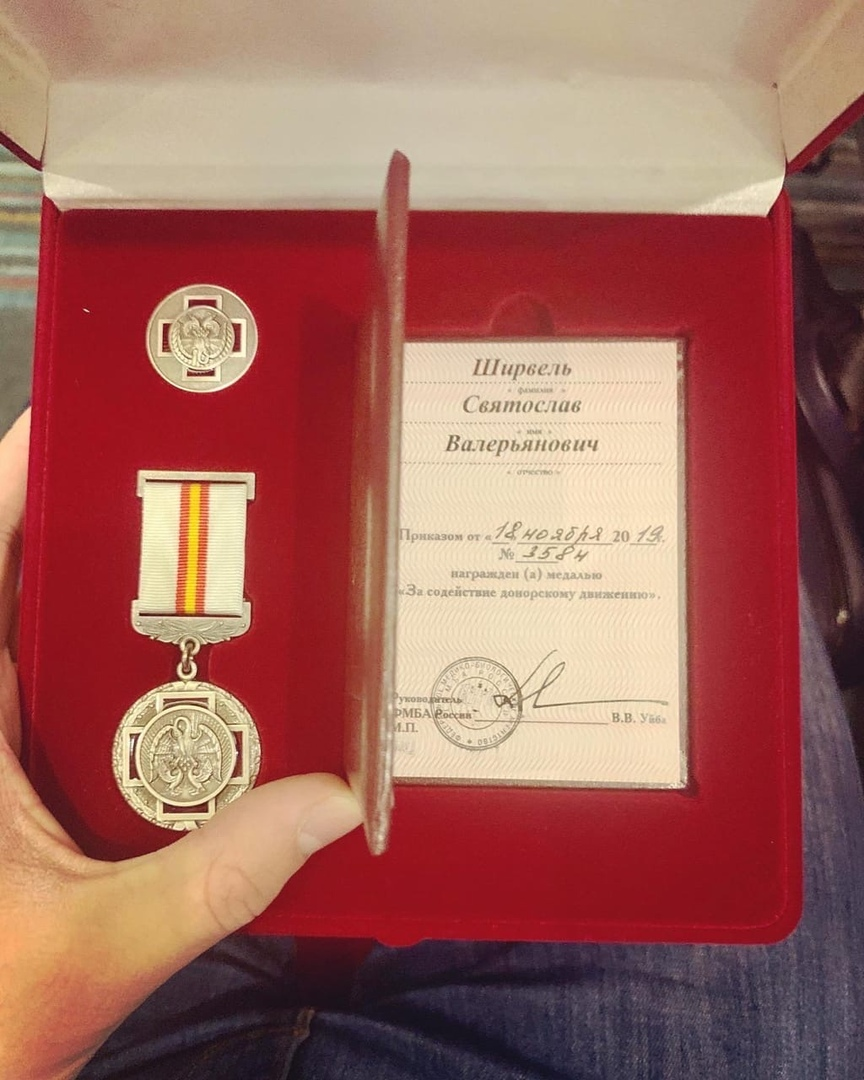 Ширвель
« фамилия »
Святослав
« имя »
Валерьянович
« отчество »
Приказом от «18 ноября 2019г.
№ 3584
награжден (а) медалью
«За содействие донорскому движению».
Руководитель
ФМБА России В.В. Уйба
М.П.